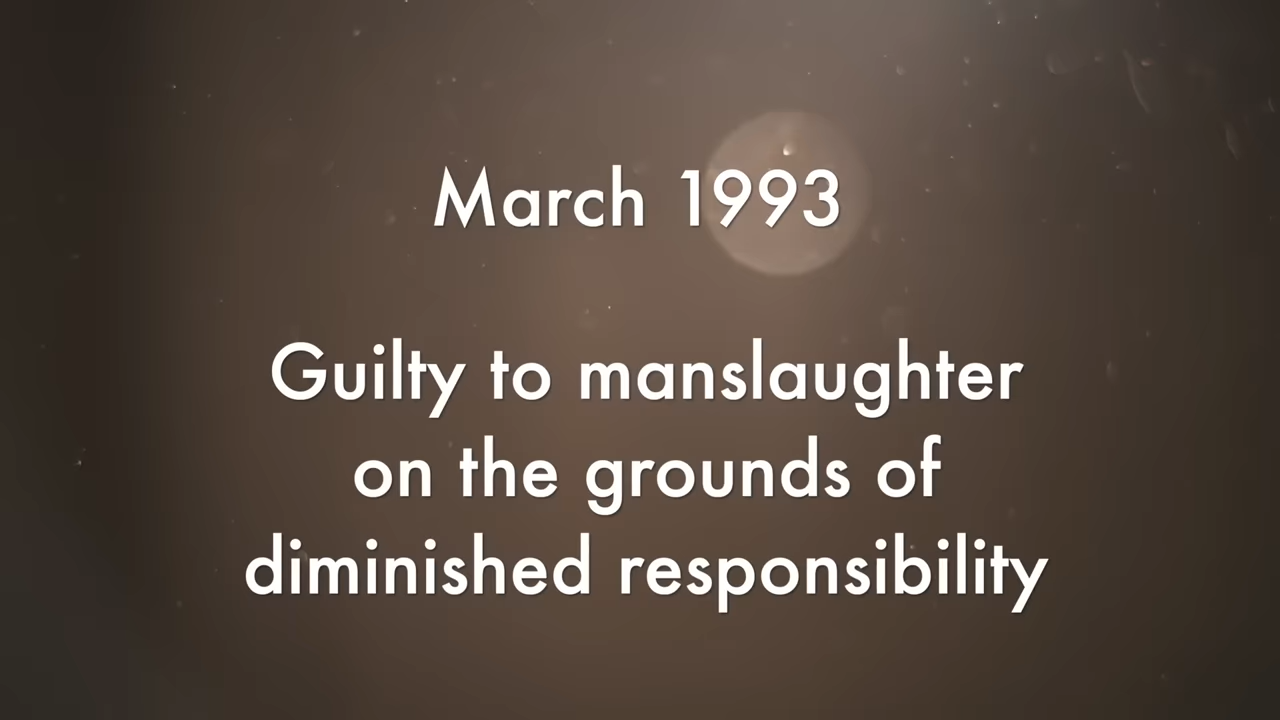 March 1993
Guilty to manslaughter
on the grounds of
diminished responsibility